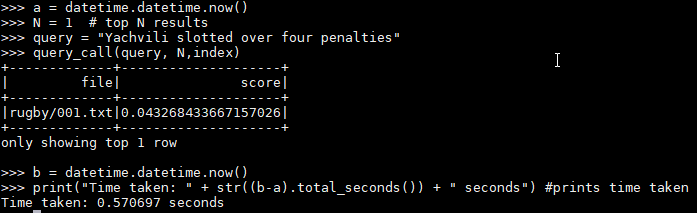 >>> a = datetime.datetime.now()
>>> N = 1  # top N results
>>> query = "Yachvili slotted over four penalties"
>>> query_call(query, N,index)
+-------------+--------------------+
|         file|               score|
+-------------+--------------------+
|rugby/001.txt|0.043268433667157026|
+-------------+--------------------+
only showing top 1 row
>>> b = datetime.datetime.now()
>>> print("Time taken: " + str((b-a).total_seconds()) + " seconds") #prints time taken
Time taken: 0.570697 seconds